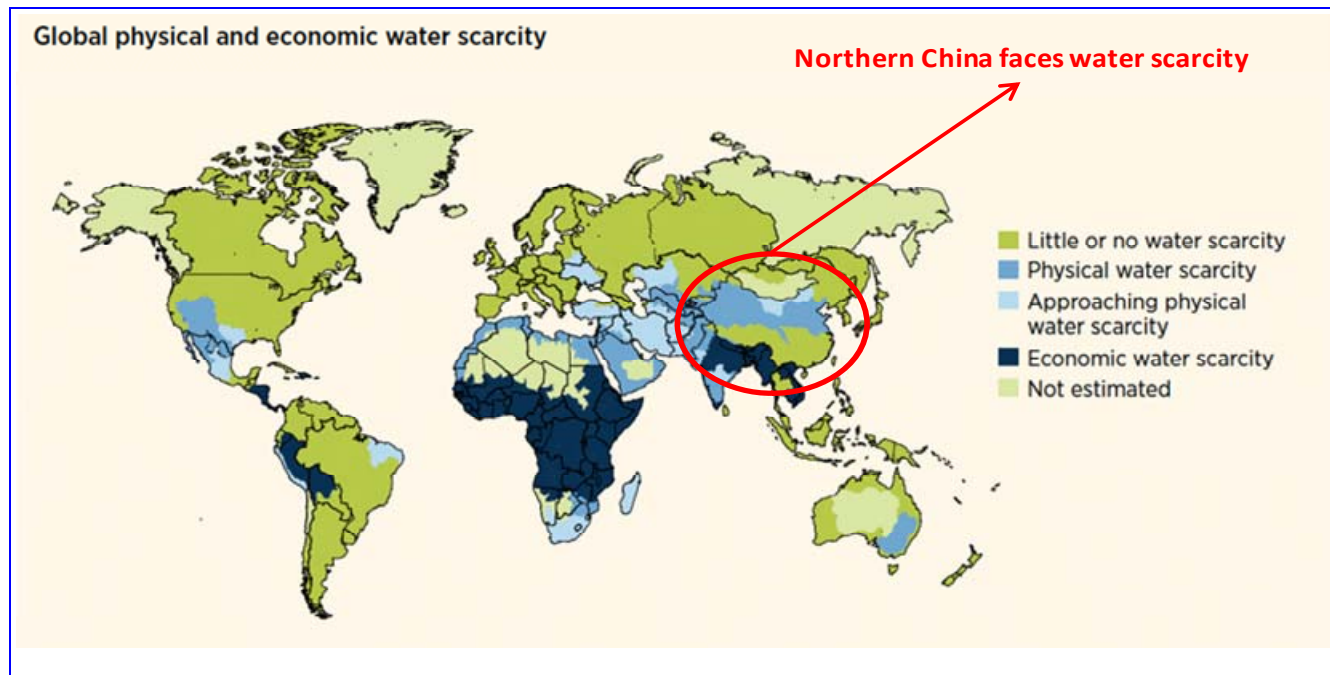 Global physical and economic water scarcity
Northern China faces water scarcity
Little or no water scarcity
Physical water scarcity
Approaching physical
water scarcity
Economic water scarcity
Not estimated